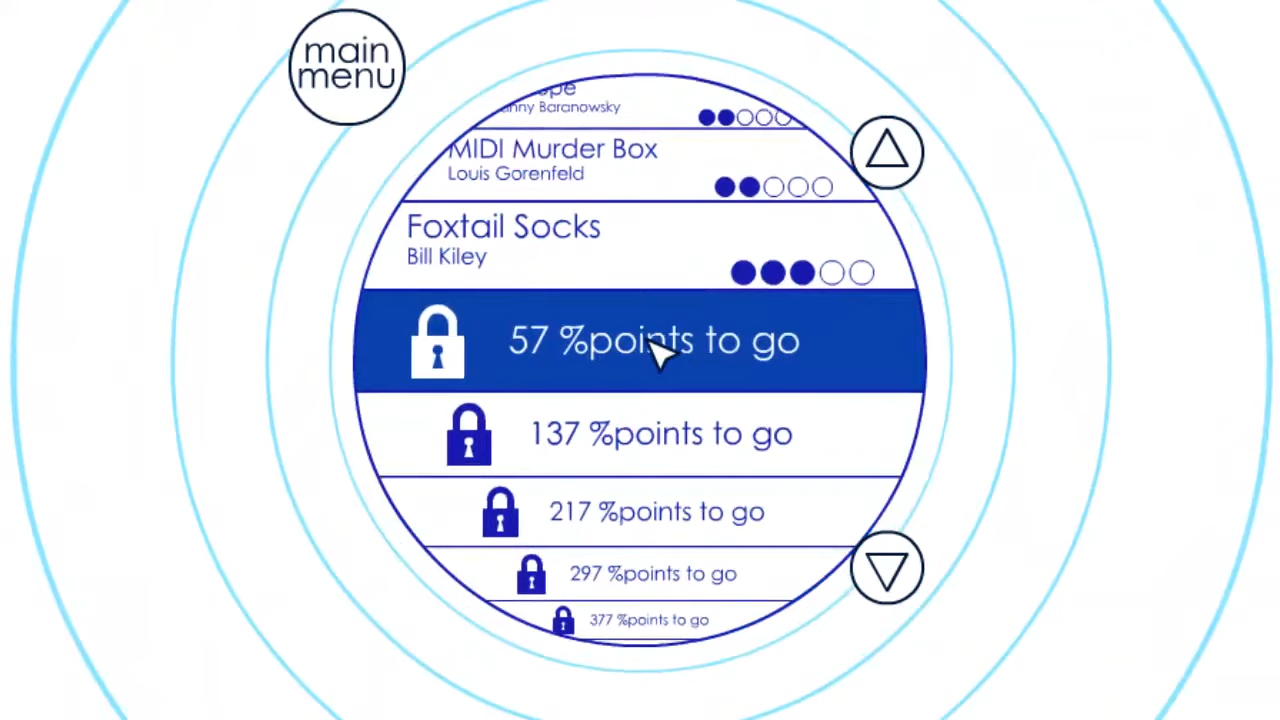 main
menu
Baranowsky
MIDI Murder Box
Louis Gorenfeld
Foxtail Socks
Bill Kiley
57 %points to go
137 %points to go
217 %points to go
297 %points to go
377 %points to go